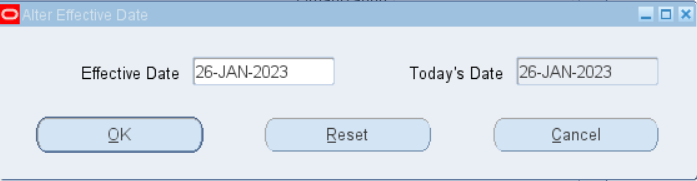 Alter Effective Date
Effective Date 26-JAN-2023 Today's Date 26-JAN-2023
OK Reset Cancel